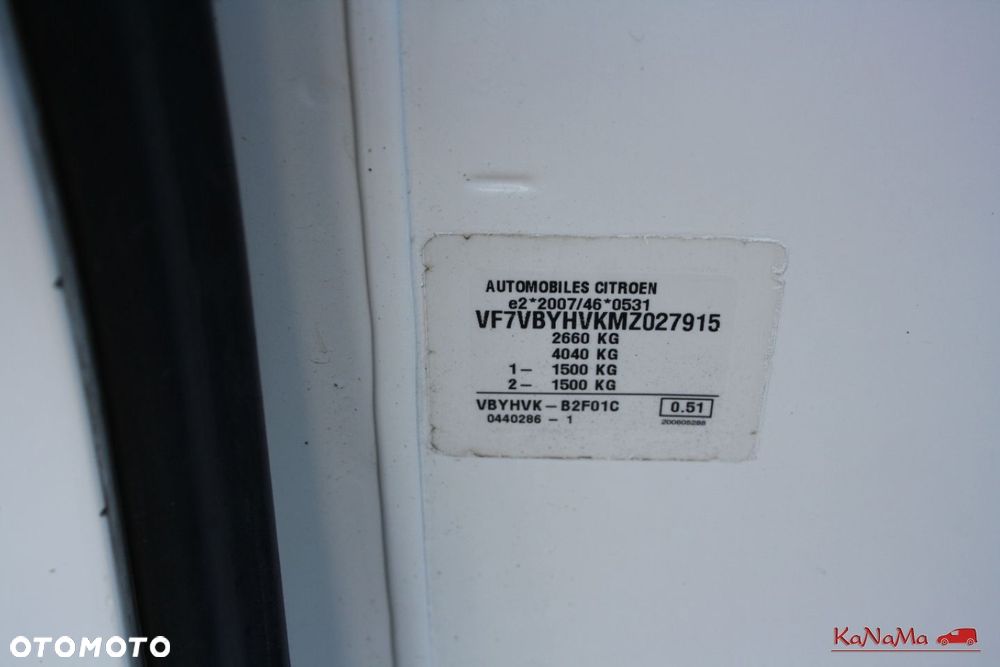 AUTOMOBILES CITROEN
e2*2007/46*0531
VF7VBYHVKMZ027915
2660 KG
4040 KG
1- 1500 KG
2- 1500 KG
VBYHVK-B2F01C 0.51
0440286 - 1 200605288
OTOMOTO
KaNaMa